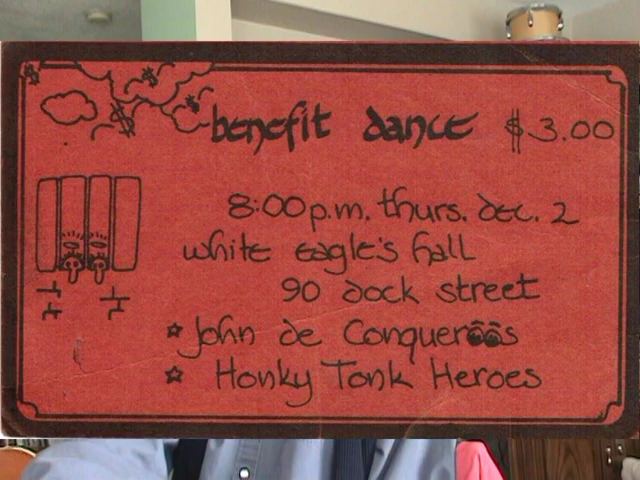 benefit dance $3.00
8:00 p.m. thurs. dec. 2
white eagle's hall
90 dock street
☆ John de Conqueroos
☆ Honky Tonk Heroes